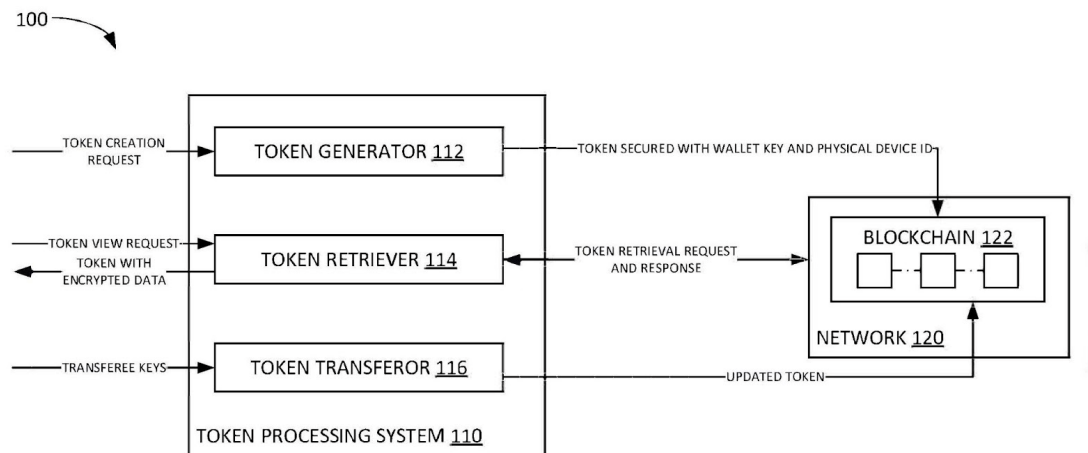 100
TOKEN CREATION
REQUEST
TOKEN GENERATOR 112
TOKEN SECURED WITH WALLET KEY AND PHYSICAL DEVICE ID
TOKEN VIEW REQUEST
TOKEN WITH
ENCRYPTED DATA
TOKEN RETRIEVER 114
TOKEN RETRIEVAL REQUEST
AND RESPONSE
BLOCKCHAIN 122
NETWORK 120
TRANSFEREE KEYS
TOKEN TRANSFEROR 116
UPDATED TOKEN
TOKEN PROCESSING SYSTEM 110